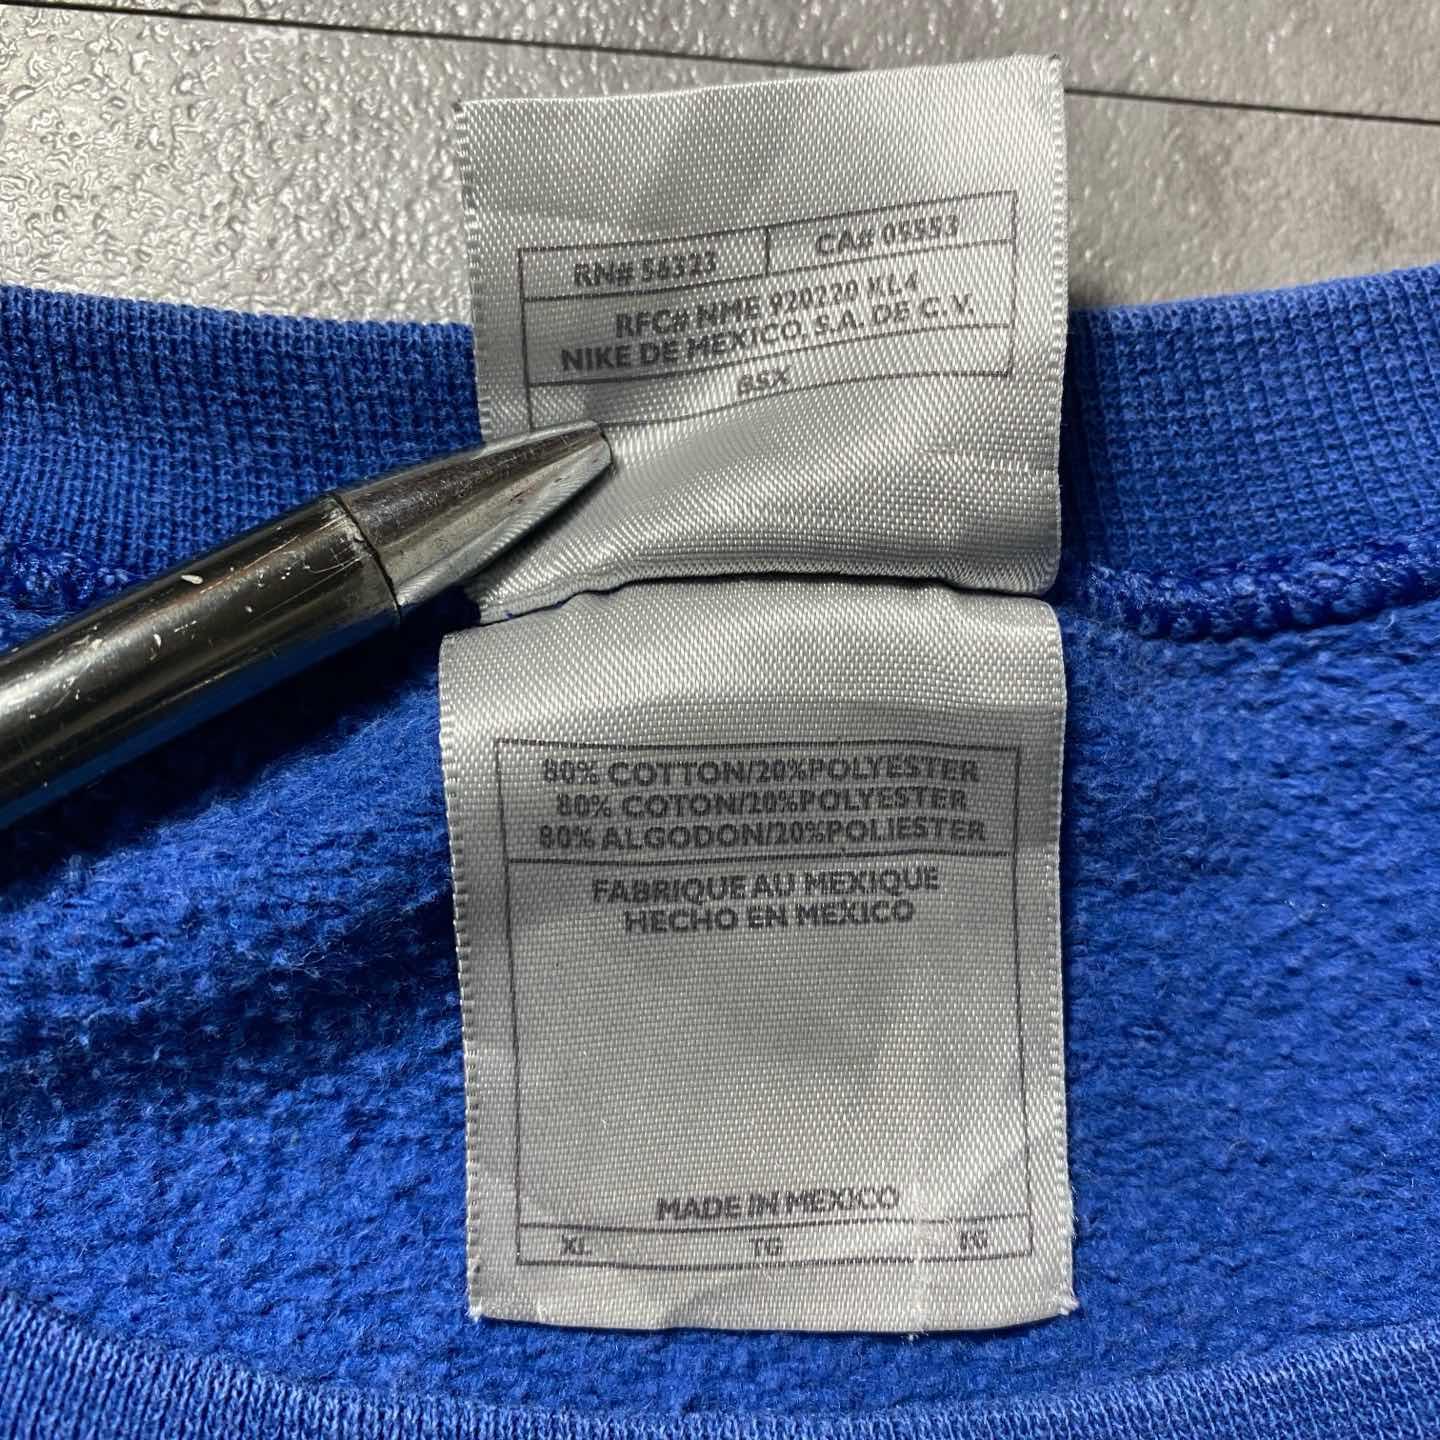 RN# 56323 CA# 05553
RFC# NME 920220 KL4
NIKE DE MEXICO, S.A. DE C.V.
BSX
80% COTTON/20%POLYESTER
80% COTON/20%POLYESTER
80% ALGODON/20%POLIESTER
FABRIQUE AU MEXIQUE
HECHO EN MEXICO
MADE IN MEXICO
XL TG EG